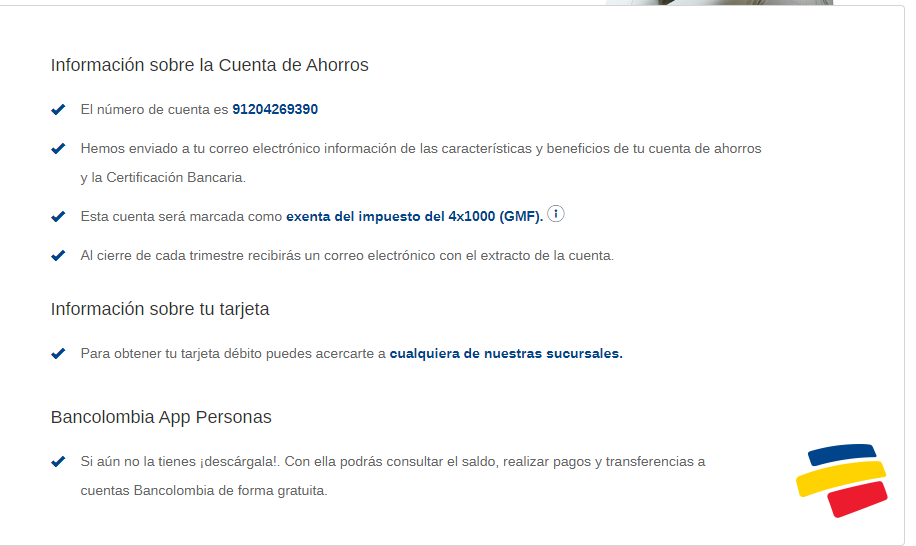 Información sobre la Cuenta de Ahorros
El número de cuenta es 91204269390
Hemos enviado a tu correo electrónico información de las características y beneficios de tu cuenta de ahorros
y la Certificación Bancaria.
Esta cuenta será marcada como exenta del impuesto del 4x1000 (GMF). i
Al cierre de cada trimestre recibirás un correo electrónico con el extracto de la cuenta.
Información sobre tu tarjeta
Para obtener tu tarjeta débito puedes acercarte a cualquiera de nuestras sucursales.
Bancolombia App Personas
Si aún no la tienes ¡descárgala!. Con ella podrás consultar el saldo, realizar pagos y transferencias a
cuentas Bancolombia de forma gratuita.